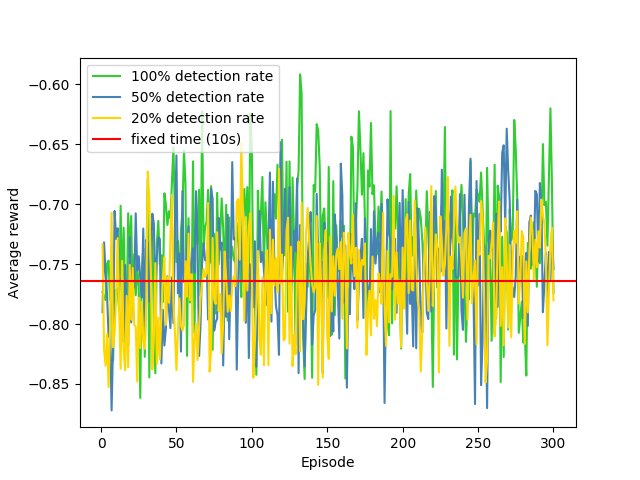 100% detection rate
50% detection rate
20% detection rate
fixed time (10s)
−0.60
−0.65
−0.70
−0.75
−0.80
−0.85
Average reward
0 50 100 150 200 250 300
Episode